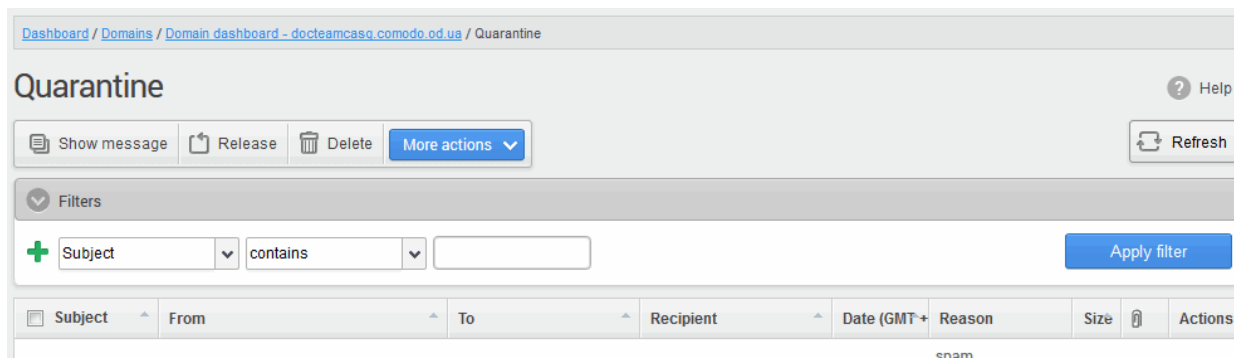 Dashboard / Domains / Domain dashboard - docteamcasg.comodo.od.ua / Quarantine
Quarantine
Help
Show message Release Delete More actions
Refresh
Filters
Subject contains Apply filter
Subject From To Recipient Date (GMT + Reason Size Actions
spam